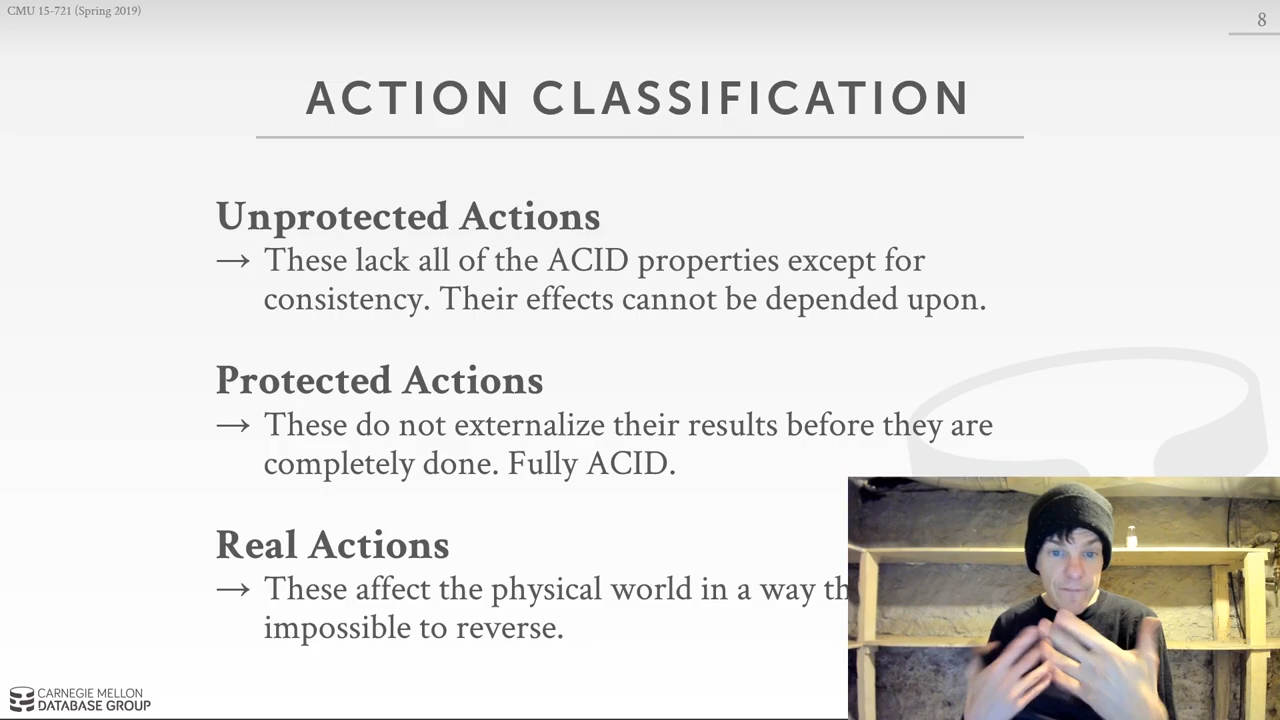 CMU 15-721 (Spring 2019)
8
ACTION CLASSIFICATION
Unprotected Actions
→ These lack all of the ACID properties except for
consistency. Their effects cannot be depended upon.
Protected Actions
→ These do not externalize their results before they are
completely done. Fully ACID.
Real Actions
→ These affect the physical world in a way
impossible to reverse.
CARNEGIE MELLON
DATABASE GROUP